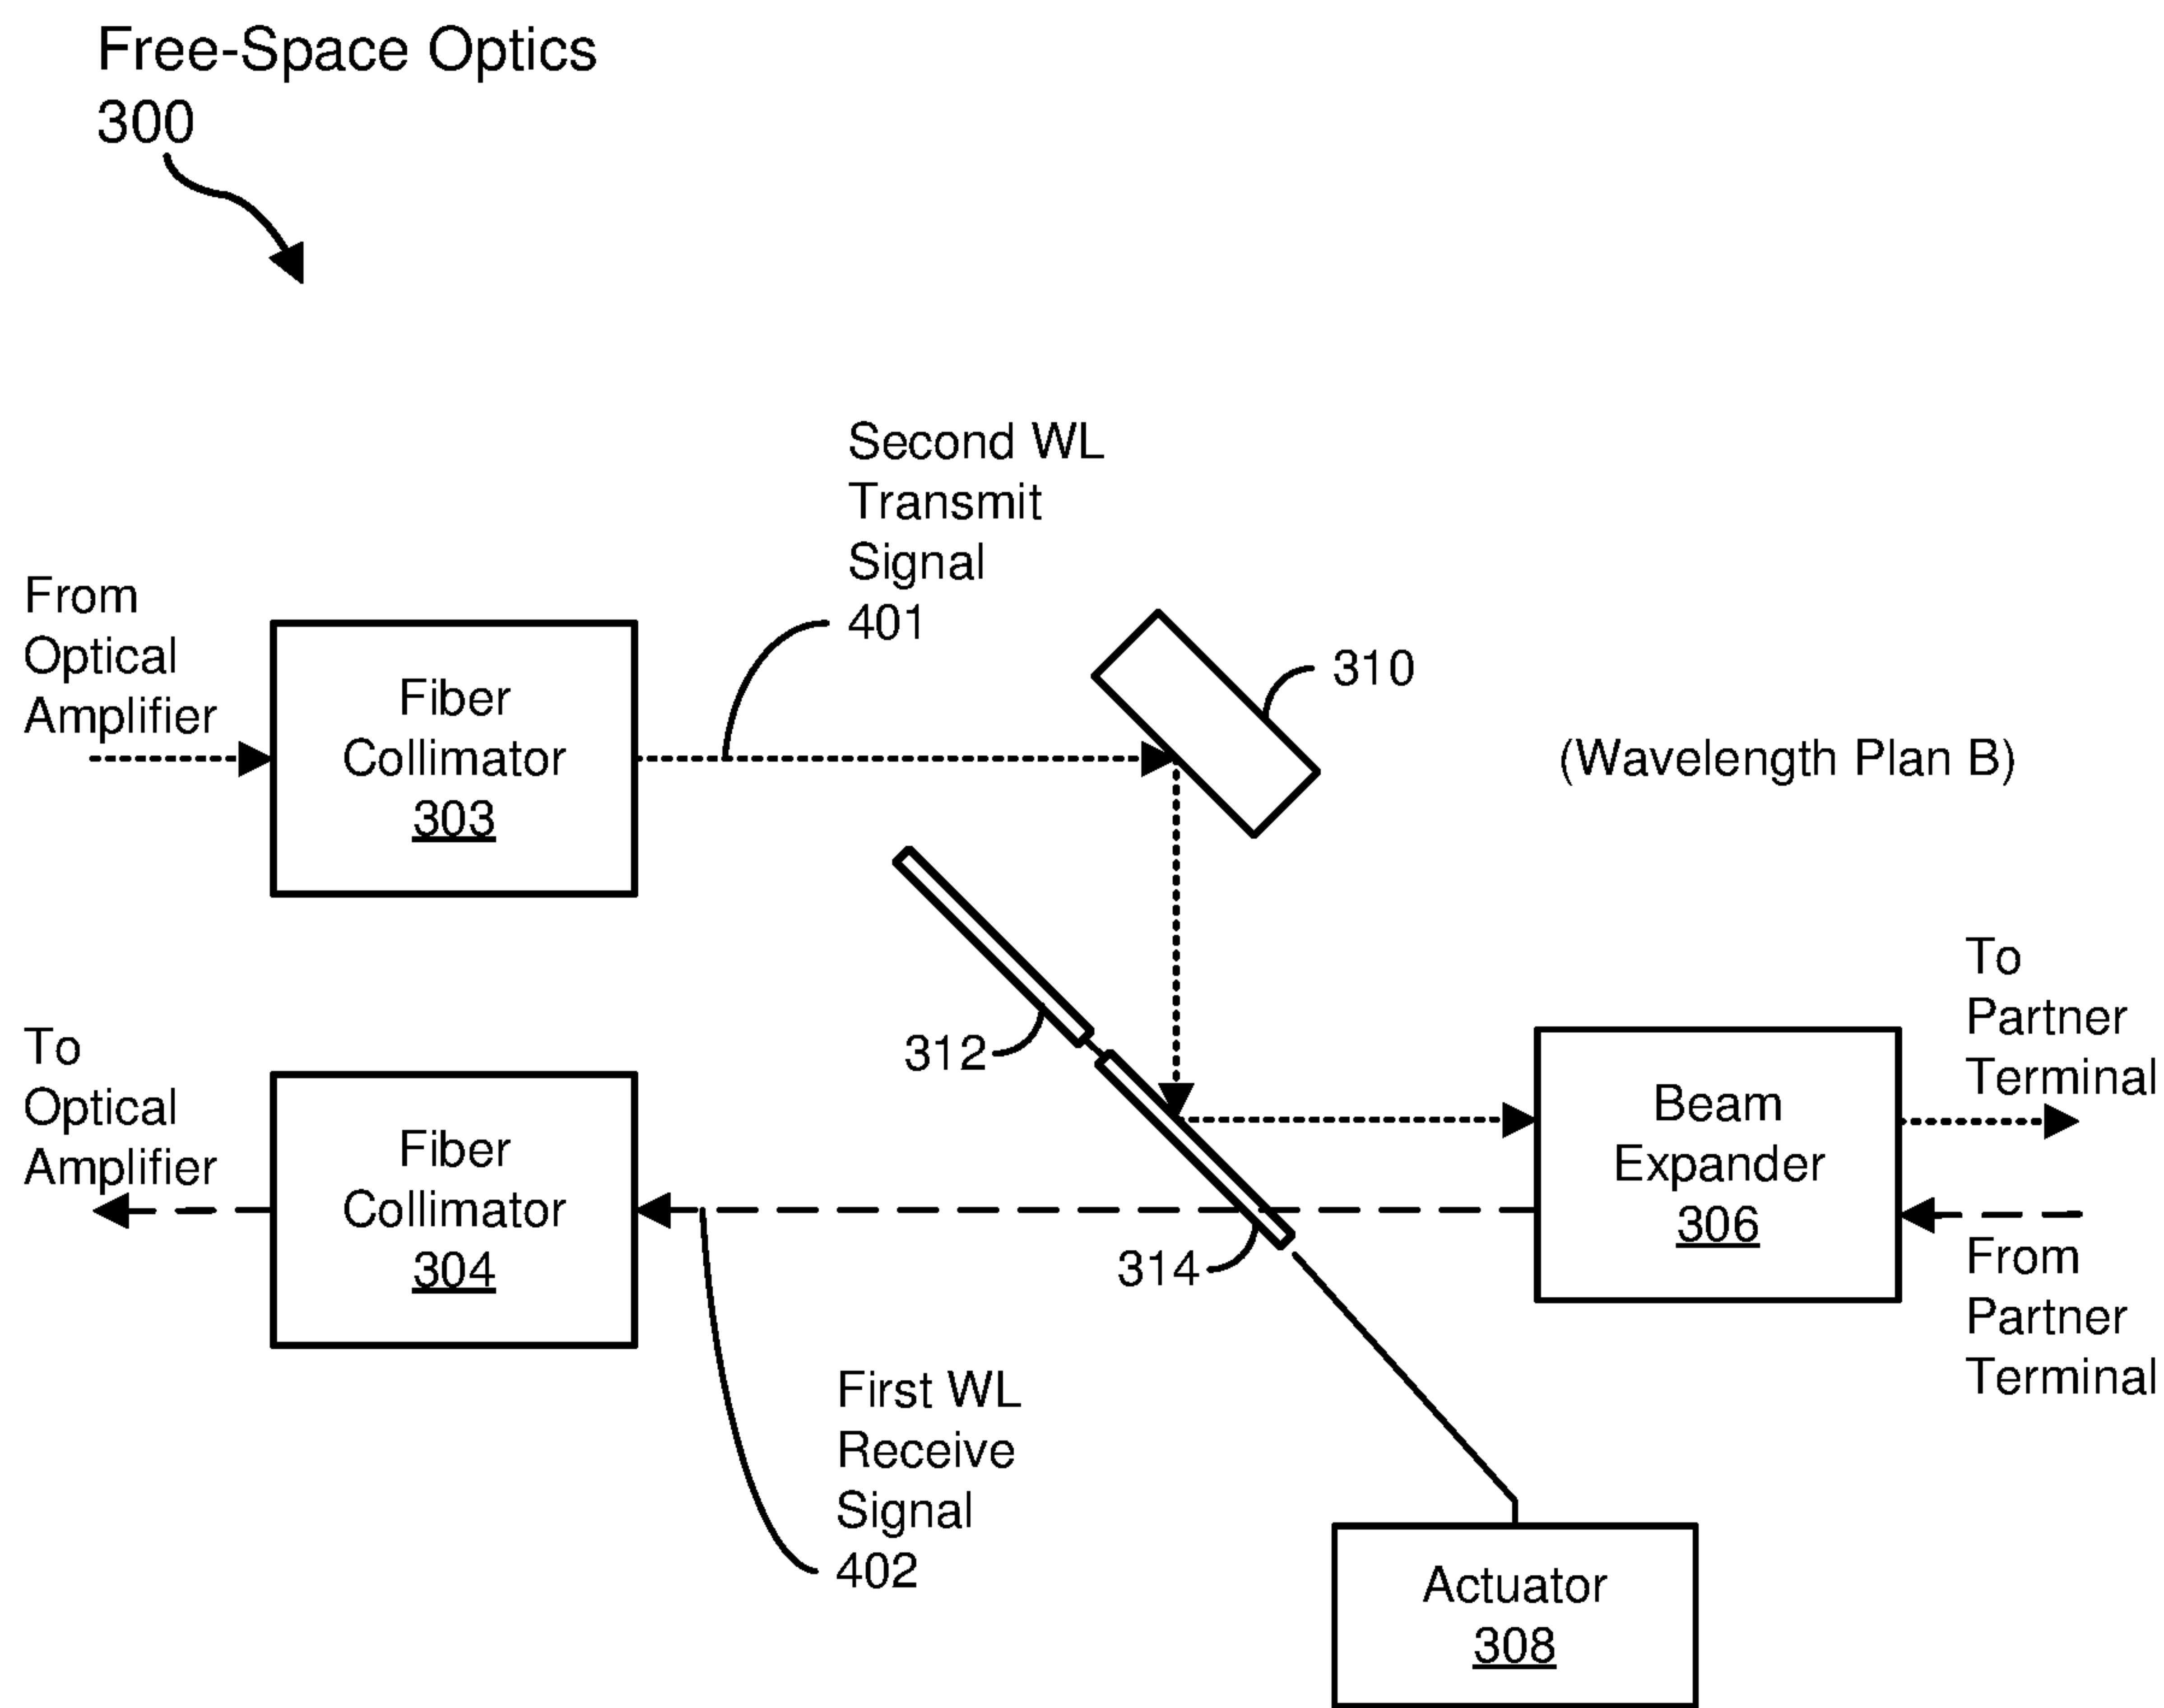 Free-Space Optics
300
Second WL
Transmit
Signal
401
From
Optical
Amplifier
Fiber
Collimator
303
310
(Wavelength Plan B)
312
To
Partner
Terminal
To
Optical
Amplifier
Fiber
Collimator
304
Beam
Expander
306
314
From
Partner
Terminal
First WL
Receive
Signal
402
Actuator
308